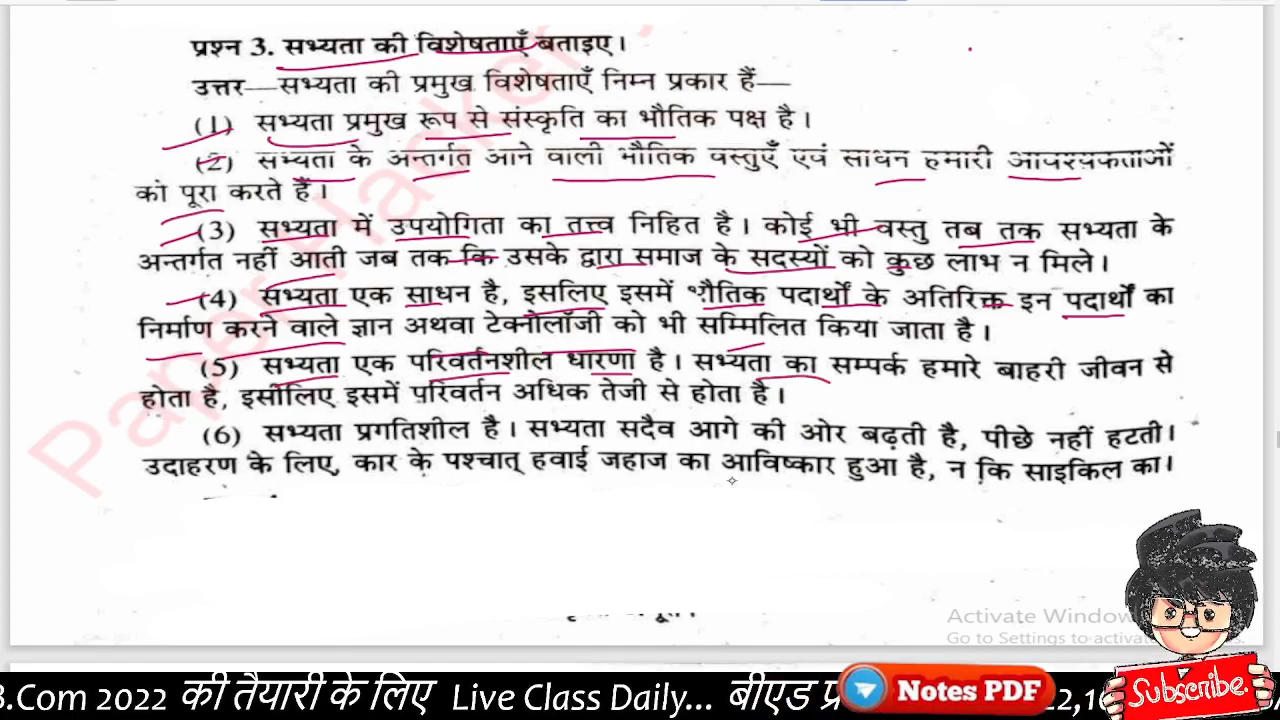 प्रश्न 3. सभ्यता की विशेषताएँ बताइए।
उत्तर—सभ्यता की प्रमुख विशेषताएँ निम्न प्रकार हैं—
(1) सभ्यता प्रमुख रूप से संस्कृति का भौतिक पक्ष है।
(2) सभ्यता के अन्तर्गत आने वाली भौतिक वस्तुएँ एवं साधन हमारी आवश्यकताओं
को पूरा करते हैं।
(3) सभ्यता में उपयोगिता का तत्त्व निहित है। कोई भी वस्तु तब तक सभ्यता के
अन्तर्गत नहीं आती जब तक कि उसके द्वारा समाज के सदस्यों को कुछ लाभ न मिले।
(4) सभ्यता एक साधन है, इसलिए इसमें भौतिक पदार्थों के अतिरिक्त इन पदार्थों का
निर्माण करने वाले ज्ञान अथवा टेक्नोलॉजी को भी सम्मिलित किया जाता है।
(5) सभ्यता एक परिवर्तनशील धारणा है। सभ्यता का सम्पर्क हमारे बाहरी जीवन से
होता है, इसीलिए इसमें परिवर्तन अधिक तेजी से होता है।
(6) सभ्यता प्रगतिशील है। सभ्यता सदैव आगे की ओर बढ़ती है, पीछे नहीं हटती।
उदाहरण के लिए, कार के पश्चात् हवाई जहाज का आविष्कार हुआ है, न कि साइकिल का।
Activate Window
Go to Settings to activat
B.Com 2022 की तैयारी के लिए Live Class Daily... बीएड प्र
Notes PDF
Subscribe.